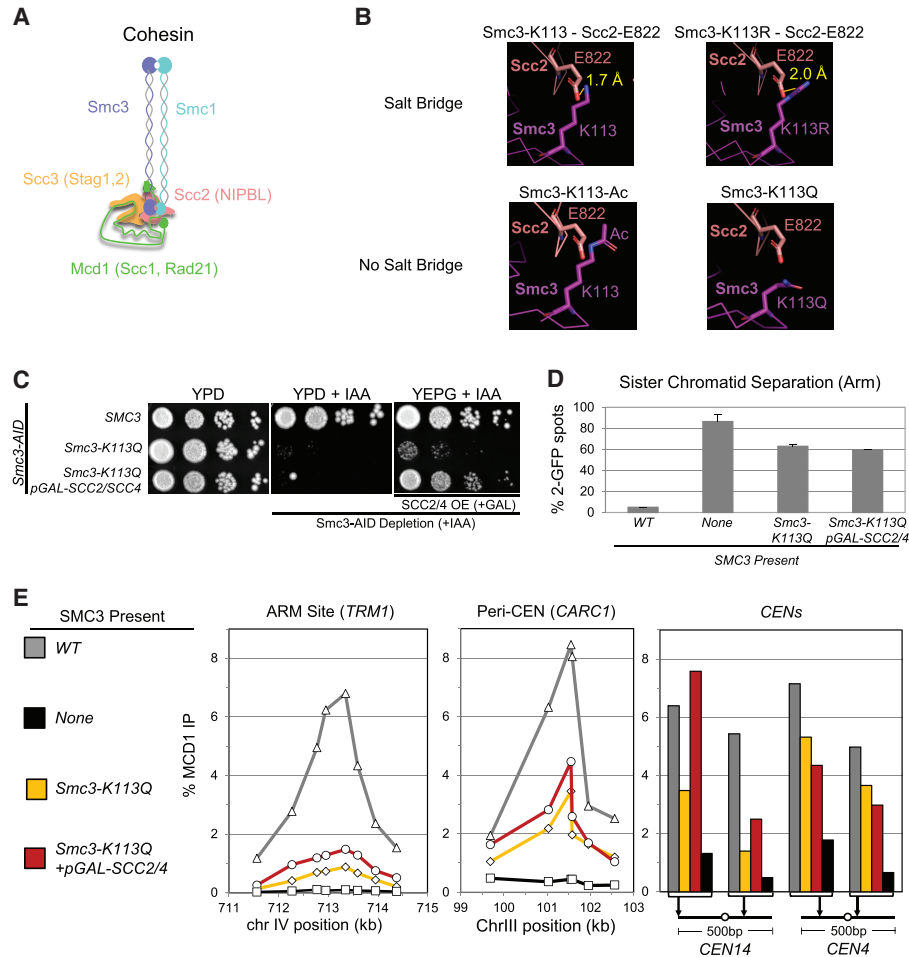 A
Cohesin
Smc3
Smc1
Scc3 (Stag1,2)
Scc2 (NIPBL)
Mcd1 (Scc1, Rad21)
B
Smc3-K113 - Scc2-E822
Smc3-K113R - Scc2-E822
Salt Bridge
Scc2
E822
1.7 Å
Smc3
K113
Scc2
E822
2.0 Å
Smc3
K113R
Smc3-K113-Ac
Smc3-K113Q
No Salt Bridge
Scc2
E822
Ac
Smc3
K113
Scc2
E822
Smc3
K113Q
C
YPD
YPD + IAA
YEPG + IAA
Smc3-AID
SMC3
Smc3-K113Q
Smc3-K113Q
pGAL-SCC2/SCC4
SCC2/4 OE (+GAL)
Smc3-AID Depletion (+IAA)
D
Sister Chromatid Separation (Arm)
% 2-GFP spots
100
80
60
40
20
0
WT
None
Smc3-
K113Q
Smc3-K113Q
pGAL-SCC2/4
SMC3 Present
E
SMC3 Present
WT
None
Smc3-K113Q
Smc3-K113Q
+pGAL-SCC2/4
ARM Site (TRM1)
% MCD1 IP
8
6
4
2
0
711
712
713
714
715
chr IV position (kb)
Peri-CEN (CARC1)
8
6
4
2
0
99
100
101
102
103
ChrIII position (kb)
CENs
8
6
4
2
0
500bp
CEN14
500bp
CEN4